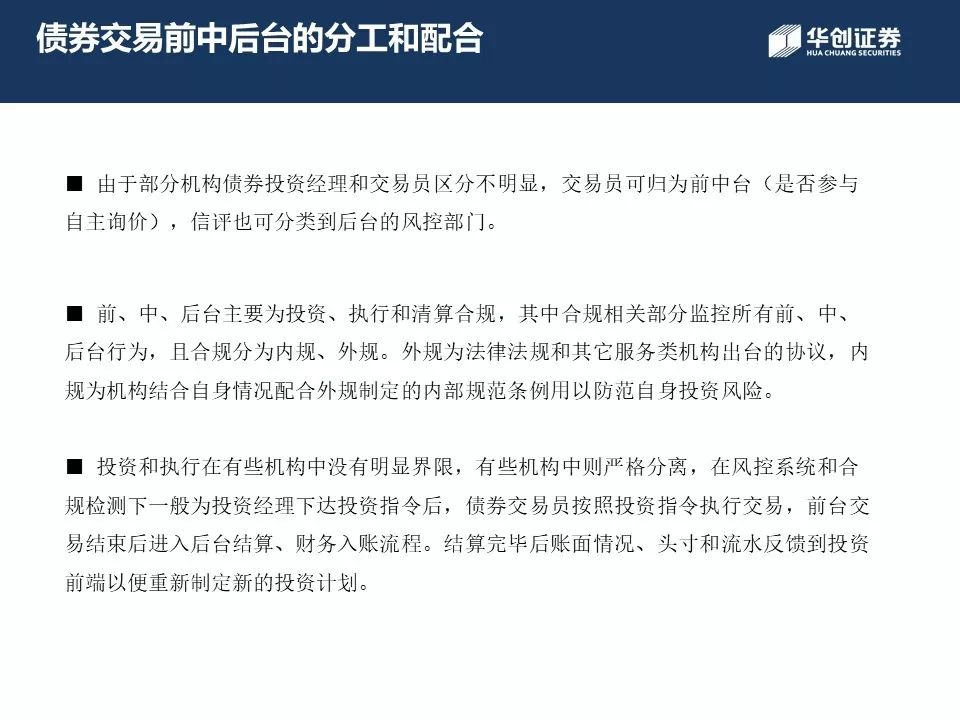 债券交易前中后台的分工和配合
华创证券
HUA CHUANG SECURITIES
■ 由于部分机构债券投资经理和交易员区分不明显，交易员可归为前中台（是否参与
自主询价），信评也可分类到后台的风控部门。
■ 前、中、后台主要为投资、执行和清算合规，其中合规相关部分监控所有前、中、
后台行为，且合规分为内规、外规。外规为法律法规和其它服务类机构出台的协议，内
规为机构结合自身情况配合外规制定的内部规范条例用以防范自身投资风险。
■ 投资和执行在有些机构中没有明显界限，有些机构中则严格分离，在风控系统和合
规检测下一般为投资经理下达投资指令后，债券交易员按照投资指令执行交易，前台交
易结束后进入后台结算、财务入账流程。结算完毕后账面情况、头寸和流水反馈到投资
前端以便重新制定新的投资计划。